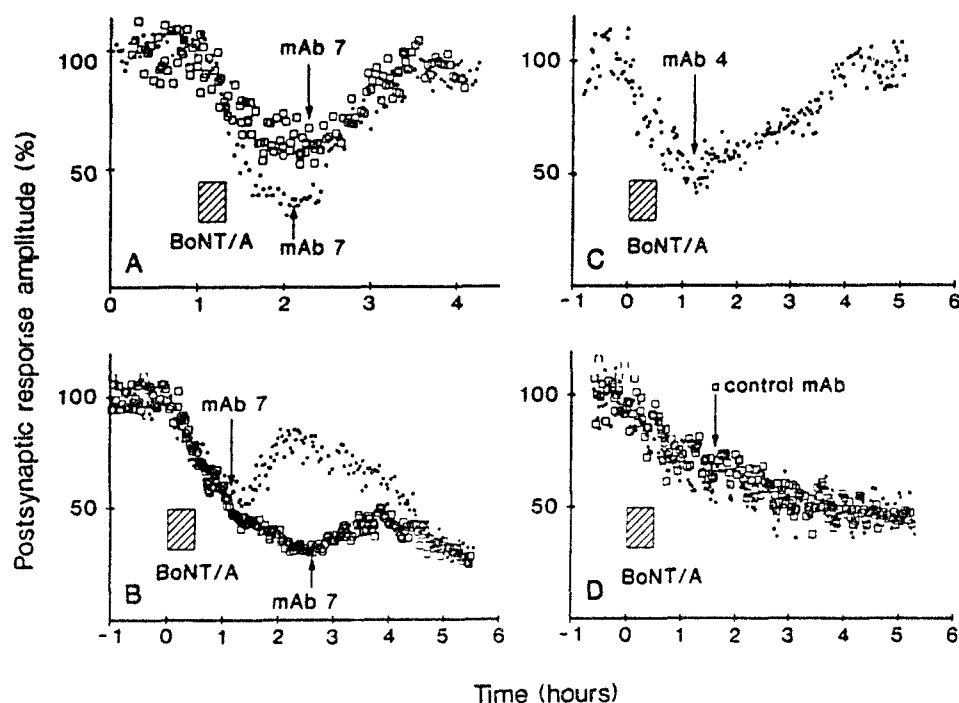 Postsynaptic response amplitude (%)
100
50
mAb 7
BoNT/A
mAb 7
A
0 1 2 3 4
100
50
mAb 4
BoNT/A
C
-1 0 1 2 3 4 5 6
100
50
mAb 7
BoNT/A
mAb 7
B
-1 0 1 2 3 4 5 6
100
50
control mAb
BoNT/A
D
-1 0 1 2 3 4 5 6
Time (hours)